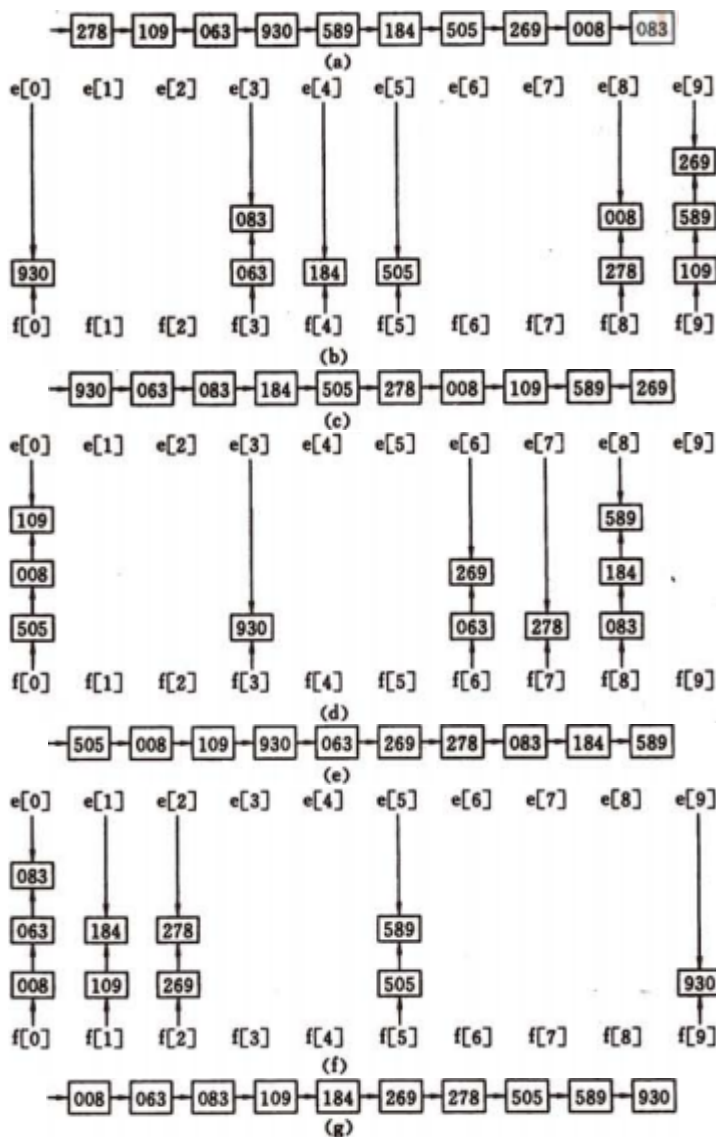 278 109 063 930 589 184 505 269 008 083
(a)
e[0] e[1] e[2] e[3] e[4] e[5] e[6] e[7] e[8] e[9]
269
083 008 589
930 063 184 505 278 109
f[0] f[1] f[2] f[3] f[4] f[5] f[6] f[7] f[8] f[9]
(b)
930 063 083 184 505 278 008 109 589 269
(c)
e[0] e[1] e[2] e[3] e[4] e[5] e[6] e[7] e[8] e[9]
109 589
008 269 184
505 930 063 278 083
f[0] f[1] f[2] f[3] f[4] f[5] f[6] f[7] f[8] f[9]
(d)
505 008 109 930 063 269 278 083 184 589
(e)
e[0] e[1] e[2] e[3] e[4] e[5] e[6] e[7] e[8] e[9]
083
063 184 278 589
008 109 269 505 930
f[0] f[1] f[2] f[3] f[4] f[5] f[6] f[7] f[8] f[9]
(f)
008 063 083 109 184 269 278 505 589 930
(g)